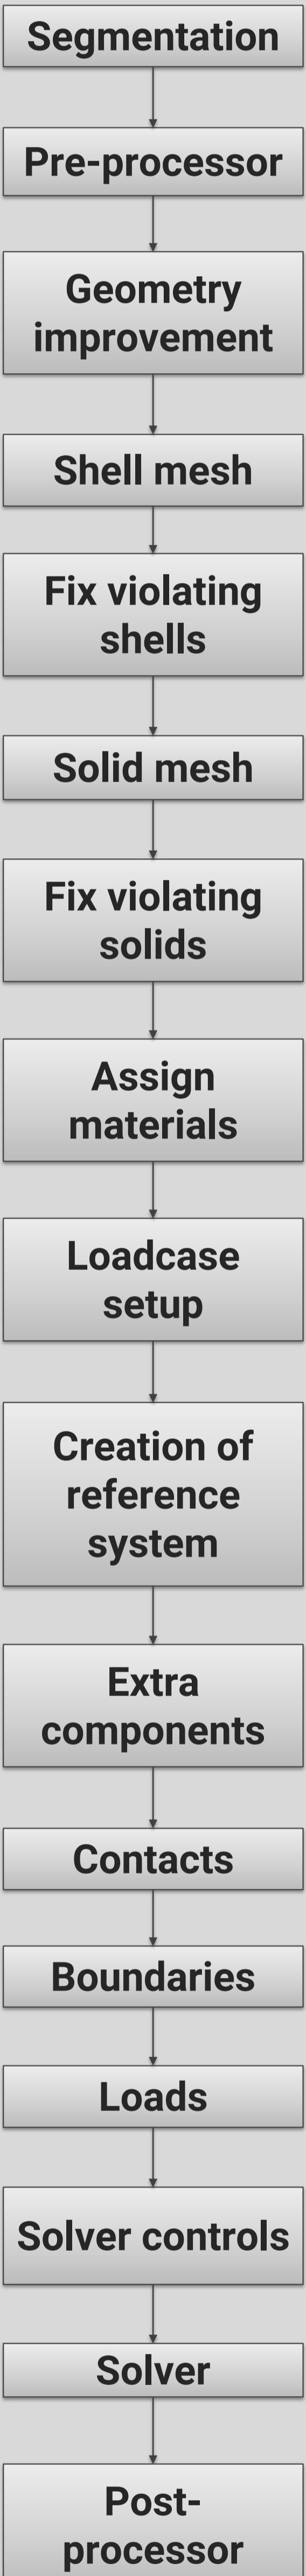 Segmentation
Pre-processor
Geometry
improvement
Shell mesh
Fix violating
shells
Solid mesh
Fix violating
solids
Assign
materials
Loadcase
setup
Creation of
reference
system
Extra
components
Contacts
Boundaries
Loads
Solver controls
Solver
Post-
processor